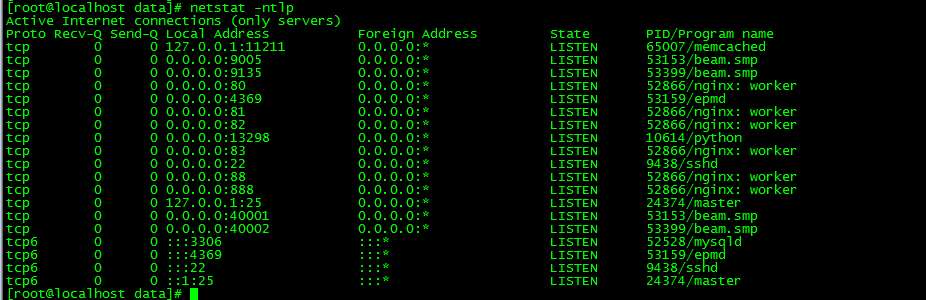 [root@localhost data]# netstat -ntlp
Active Internet connections (only servers)
Proto Recv-Q Send-Q Local Address           Foreign Address         State       PID/Program name
tcp        0      0 127.0.0.1:11211         0.0.0.0:*               LISTEN      65007/memcached
tcp        0      0 0.0.0.0:9005            0.0.0.0:*               LISTEN      53153/beam.smp
tcp        0      0 0.0.0.0:9135            0.0.0.0:*               LISTEN      53399/beam.smp
tcp        0      0 0.0.0.0:80              0.0.0.0:*               LISTEN      52866/nginx: worker
tcp        0      0 0.0.0.0:4369            0.0.0.0:*               LISTEN      53159/epmd
tcp        0      0 0.0.0.0:81              0.0.0.0:*               LISTEN      52866/nginx: worker
tcp        0      0 0.0.0.0:82              0.0.0.0:*               LISTEN      52866/nginx: worker
tcp        0      0 0.0.0.0:13298           0.0.0.0:*               LISTEN      10614/python
tcp        0      0 0.0.0.0:83              0.0.0.0:*               LISTEN      52866/nginx: worker
tcp        0      0 0.0.0.0:22              0.0.0.0:*               LISTEN      9438/sshd
tcp        0      0 0.0.0.0:88              0.0.0.0:*               LISTEN      52866/nginx: worker
tcp        0      0 0.0.0.0:888             0.0.0.0:*               LISTEN      52866/nginx: worker
tcp        0      0 127.0.0.1:25            0.0.0.0:*               LISTEN      24374/master
tcp        0      0 0.0.0.0:40001           0.0.0.0:*               LISTEN      53153/beam.smp
tcp        0      0 0.0.0.0:40002           0.0.0.0:*               LISTEN      53399/beam.smp
tcp6       0      0 :::3306                 :::*                    LISTEN      52528/mysqld
tcp6       0      0 :::4369                 :::*                    LISTEN      53159/epmd
tcp6       0      0 :::22                   :::*                    LISTEN      9438/sshd
tcp6       0      0 ::1:25                  :::*                    LISTEN      24374/master
[root@localhost data]#